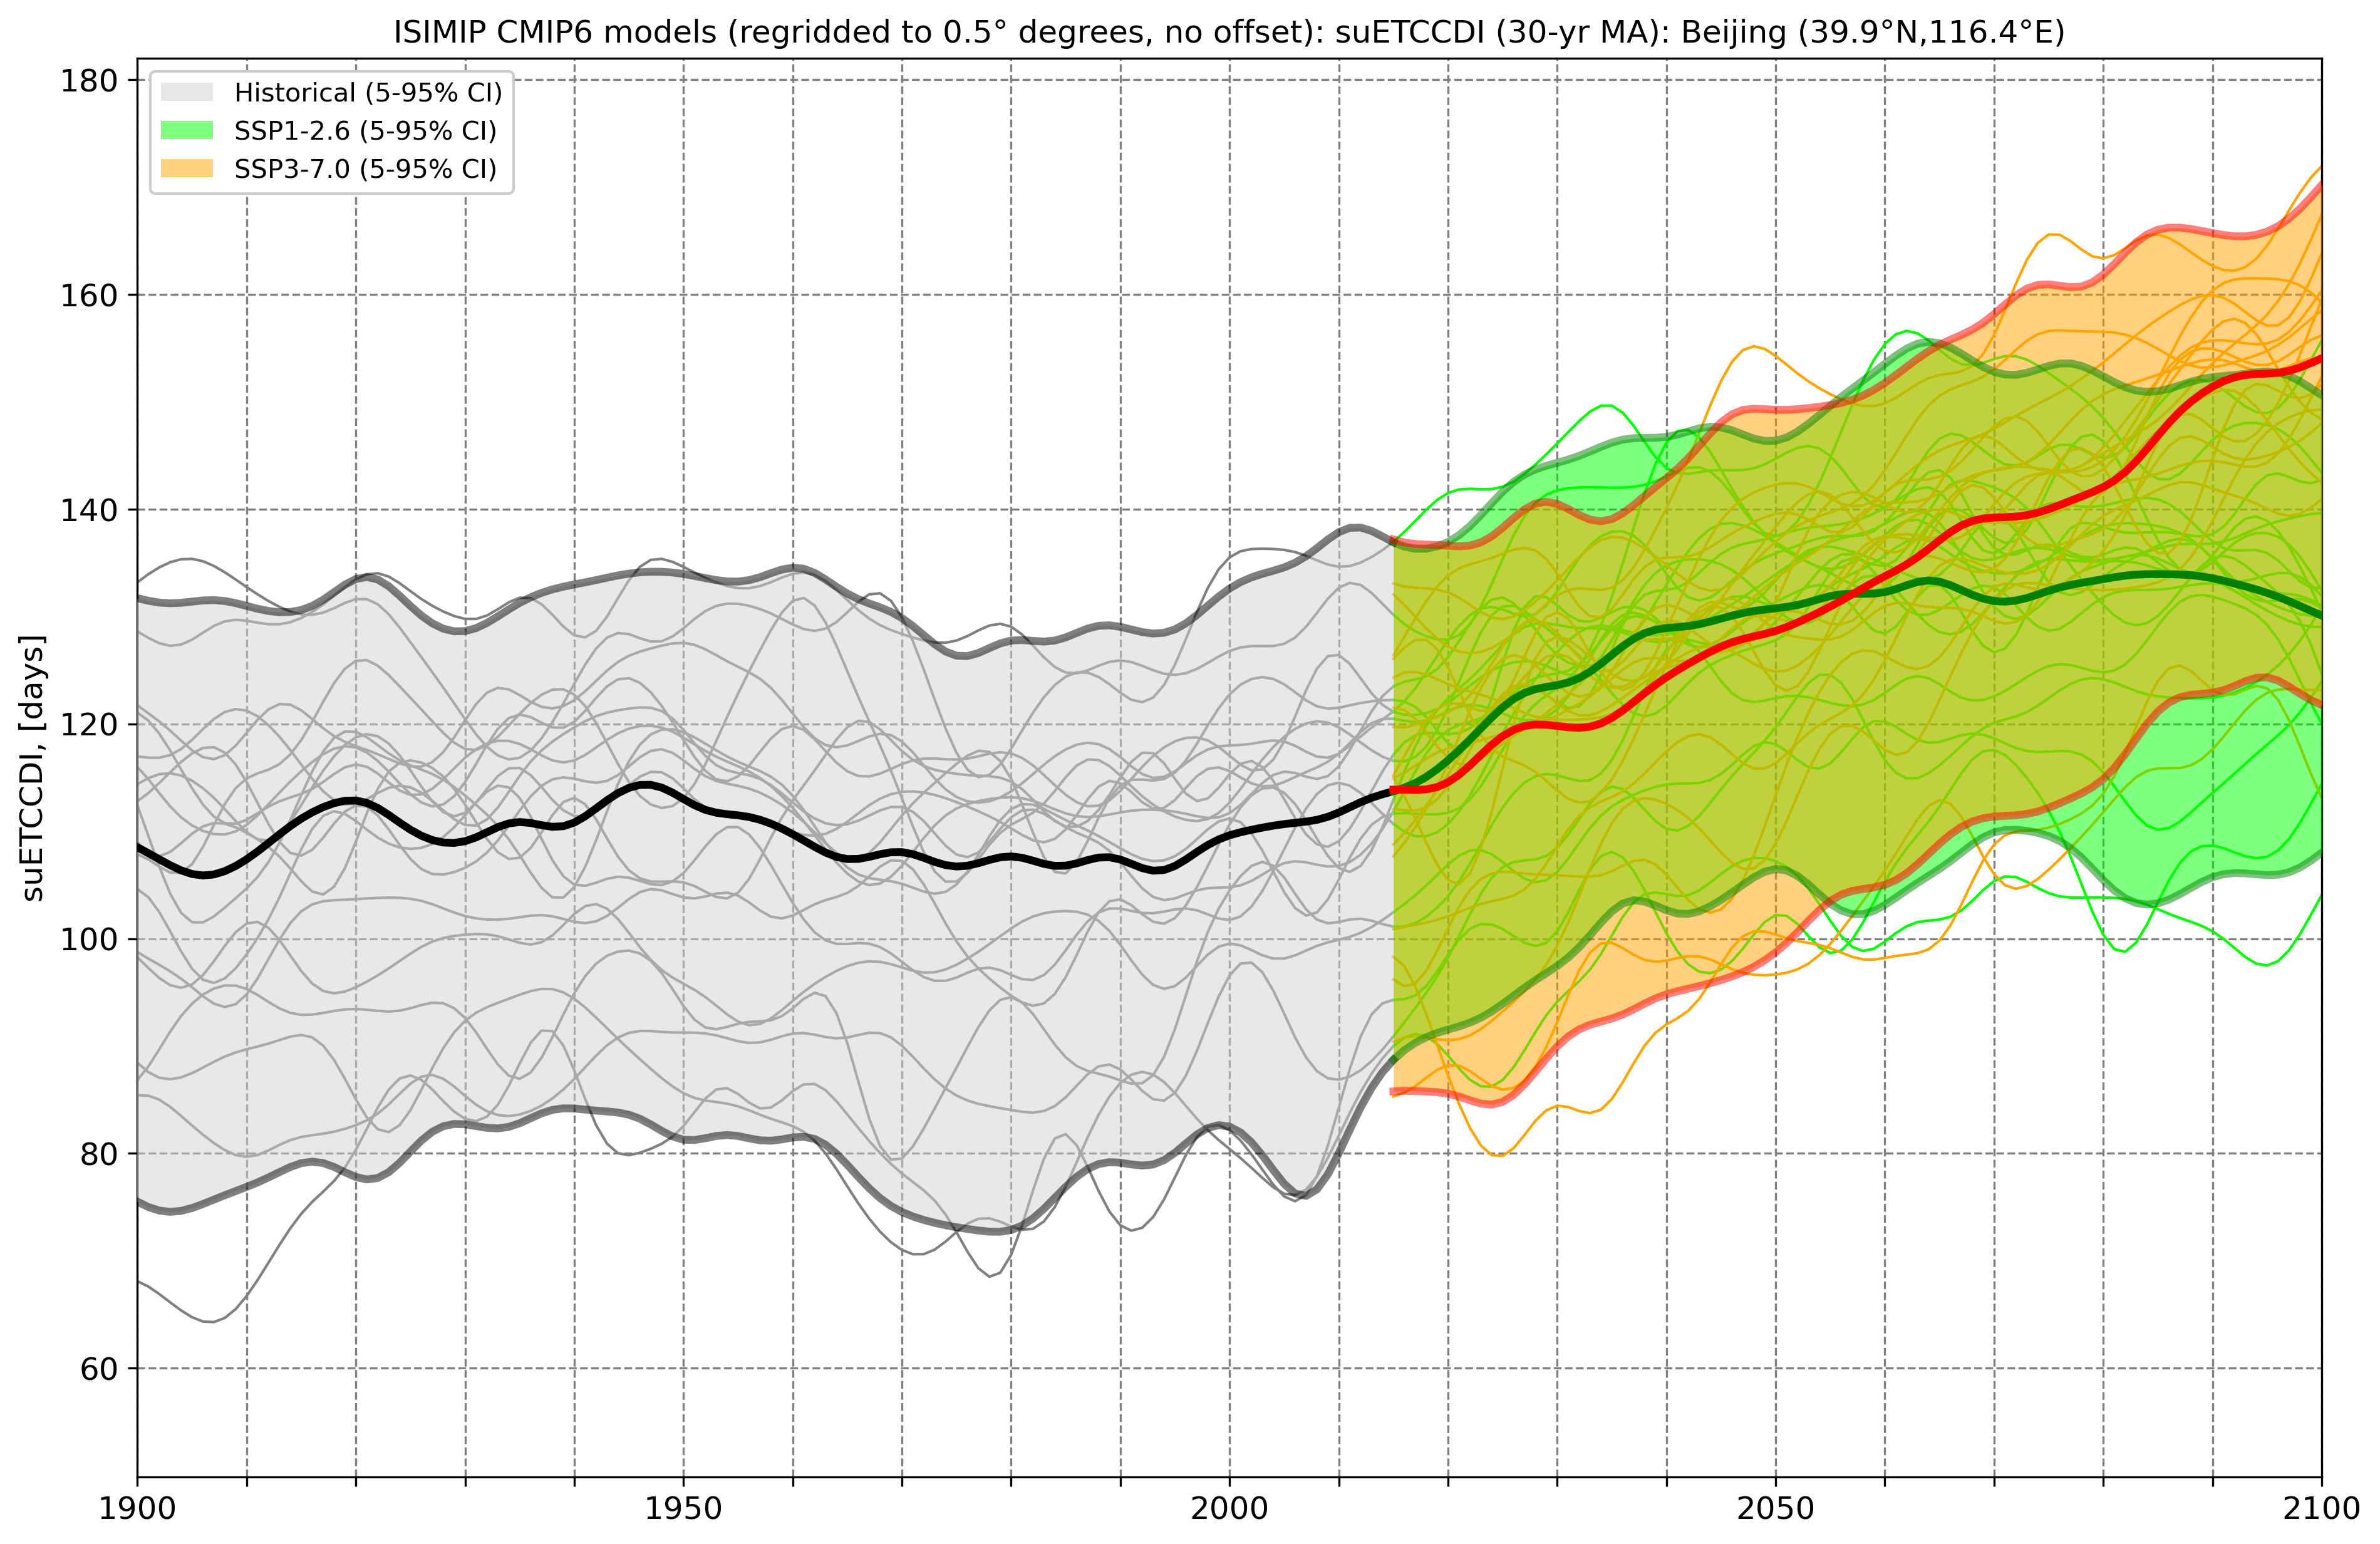 ISIMIP CMIP6 models (regridded to 0.5° degrees, no offset): suETCCDI (30-yr MA): Beijing (39.9°N,116.4°E)
Historical (5-95% CI)
SSP1-2.6 (5-95% CI)
SSP3-7.0 (5-95% CI)
suETCCDI, [days]
180
160
140
120
100
80
60
1900
1950
2000
2050
2100